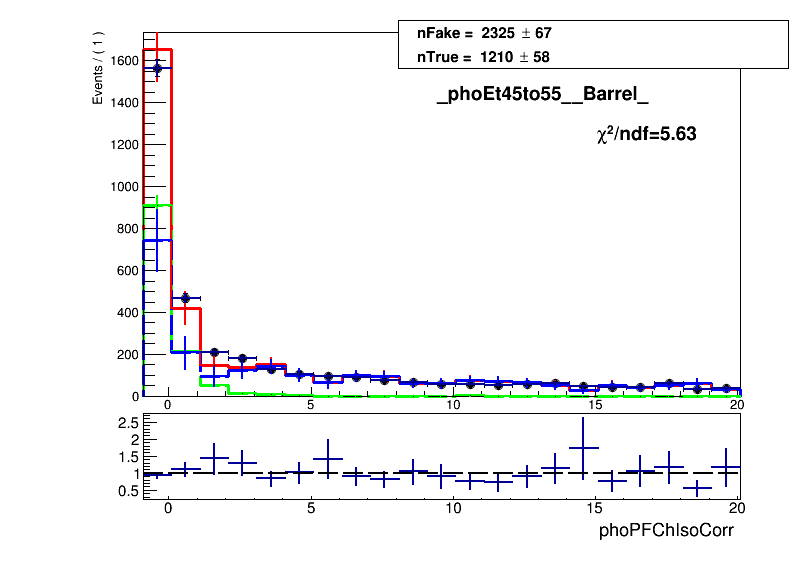 nFake = 2325 ± 67
nTrue = 1210 ± 58
_phoEt45to55__Barrel_
χ²/ndf=5.63
Events / ( 1 )
1600
1400
1200
1000
800
600
400
200
0
0 5 10 15 20
2.5
2
1.5
1
0.5
0 5 10 15 20
phoPFChIsoCorr